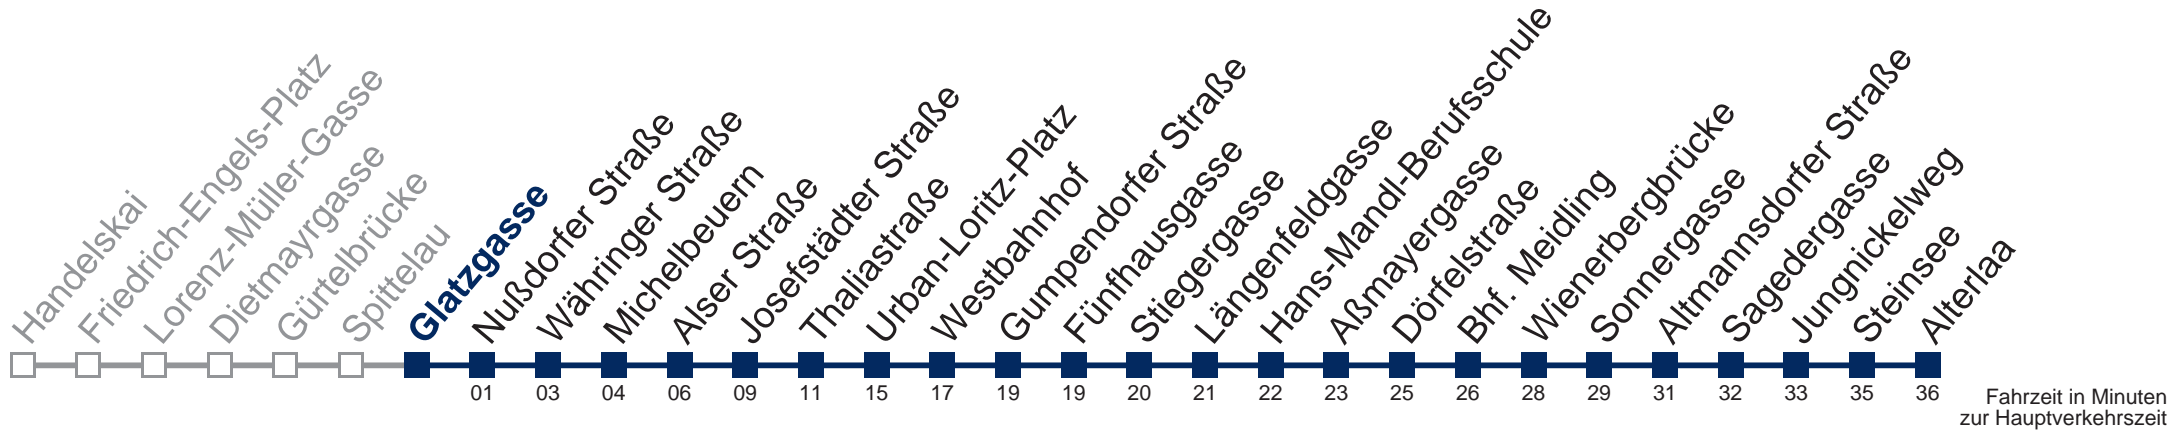 Handelskai
Friedrich-Engels-Platz
Lorenz-Müller-Gasse
Dietmayrgasse
Gürtelbrücke
Spittelau
Glatzgasse
Nußdorfer Straße
Währinger Straße
Michelbeuern
Alser Straße
Josefstädter Straße
Thaliastraße
Urban-Loritz-Platz
Westbahnhof
Gumpendorfer Straße
Fünfhausgasse
Stiegergasse
Längenfeldgasse
Hans-Mandl-Berufsschule
Aßmayergasse
Dörfelstraße
Bhf. Meidling
Wienerbergbrücke
Sonnergasse
Altmannsdorfer Straße
Sagedergasse
Jungnickelweg
Steinsee
Alterlaa
01 03 04 06 09 11 15 17 19 19 20 21 22 23 25 26 28 29 31 32 33 35 36
Fahrzeit in Minuten
zur Hauptverkehrszeit